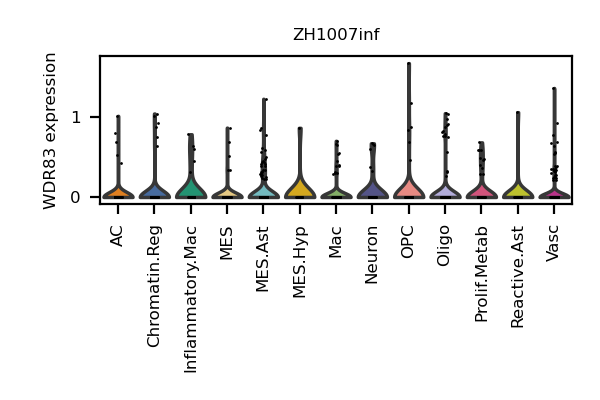 ZH1007inf
WDR83 expression
1
0
AC
Chromatin.Reg
Inflammatory.Mac
MES
MES.Ast
MES.Hyp
Mac
Neuron
OPC
Oligo
Prolif.Metab
Reactive.Ast
Vasc